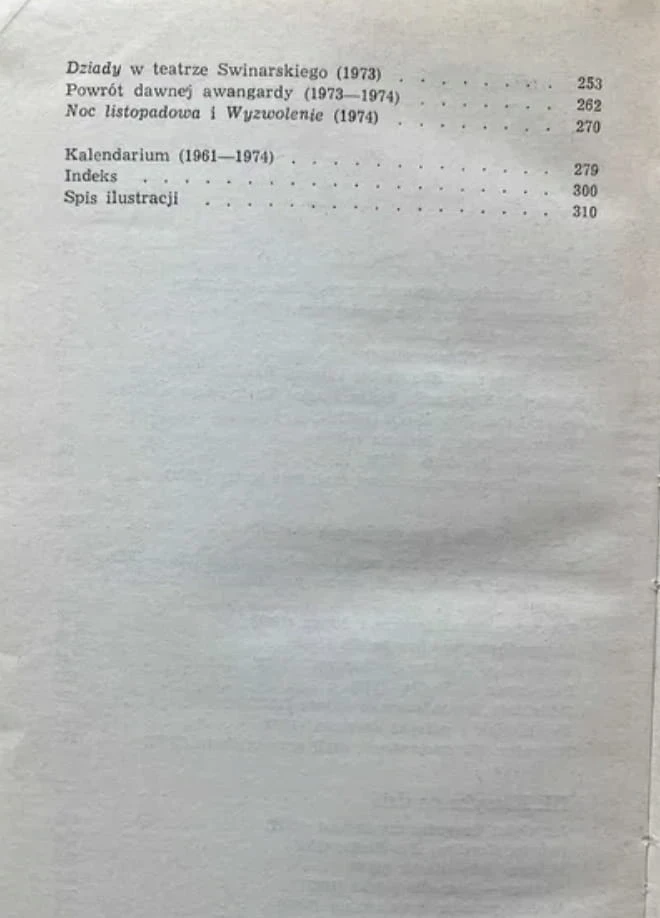 Dziady w teatrze Swinarskiego (1973) . . . . . . . . 253
Powrót dawnej awangardy (1973—1974) . . . . . . . 262
Noc listopadowa i Wyzwolenie (1974) . . . . . . . . 270
Kalendarium (1961—1974) . . . . . . . . . . . . . 279
Indeks . . . . . . . . . . . . . . . . . . . . 300
Spis ilustracji . . . . . . . . . . . . . . . . . 310